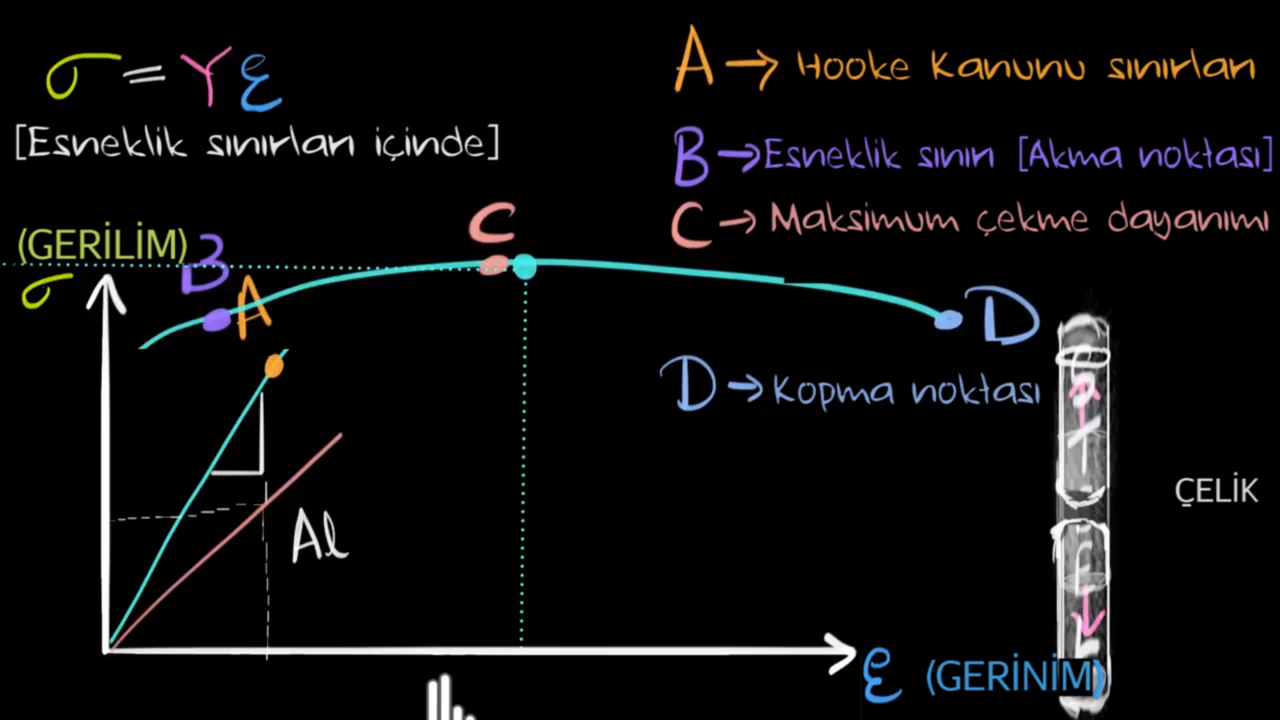 σ = Y ε
[Esneklik sınırları içinde]
A → Hooke Kanunu sınırları
B → Esneklik sınırı [Akma noktası]
C → Maksimum çekme dayanımı
(GERİLİM)
σ
B
A
C
D
D → Kopma noktası
Al
ÇELİK
ε (GERİNİM)